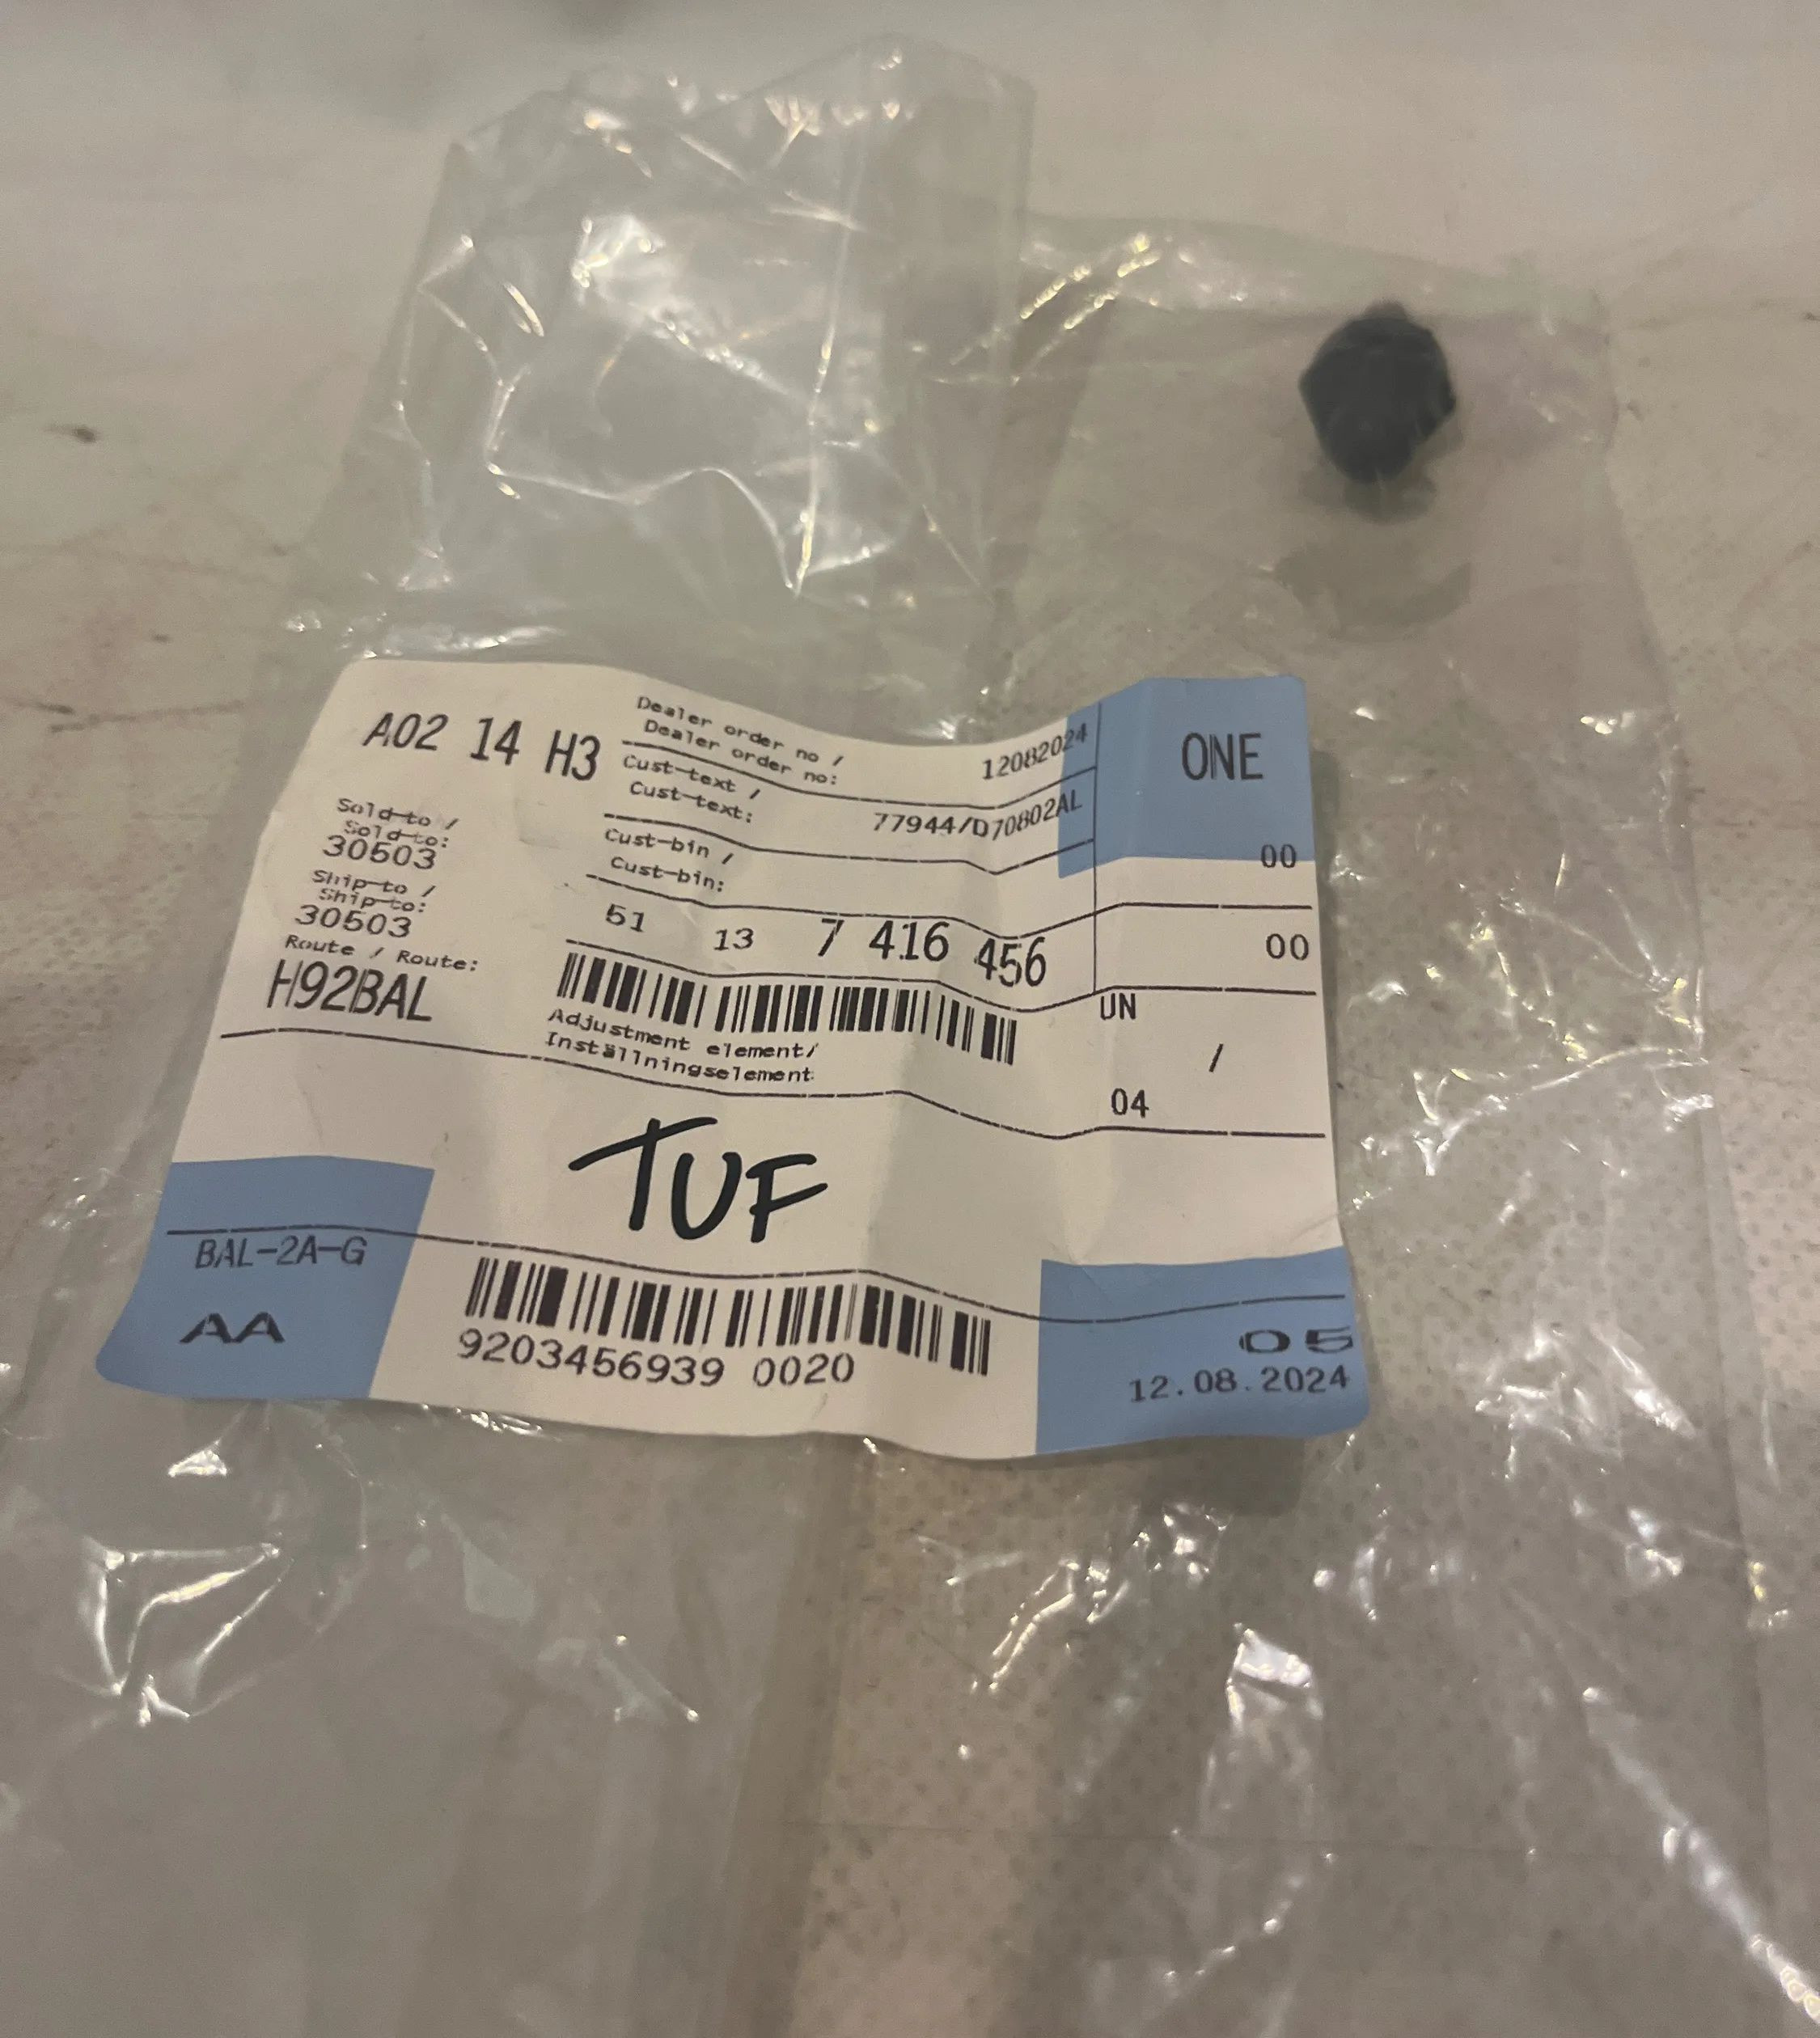 A02 14 H3
Dealer order no /
Dealer order no: 12082024
Cust-text /
Cust-text: 77944/D70802AL
Cust-bin /
Cust-bin:
ONE
00
Sold-to /
Sold-to:
30503
Ship-to /
Ship-to:
30503
Route / Route:
H92BAL
51 13 7 416 456
00
Adjustment element/
Inställningselement
UN
/
04
TUF
BAL-2A-G
AA
9203456939 0020
05
12.08.2024